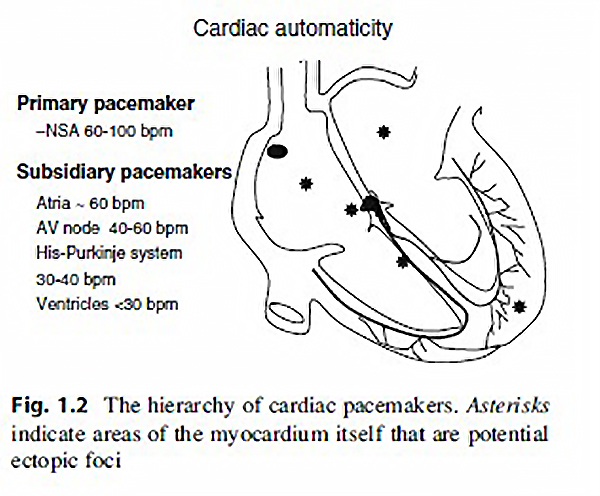 Cardiac automaticity
Primary pacemaker
–NSA 60-100 bpm
Subsidiary pacemakers
Atria ~ 60 bpm
AV node 40-60 bpm
His-Purkinje system
30-40 bpm
Ventricles <30 bpm
Fig. 1.2 The hierarchy of cardiac pacemakers. Asterisks
indicate areas of the myocardium itself that are potential
ectopic foci